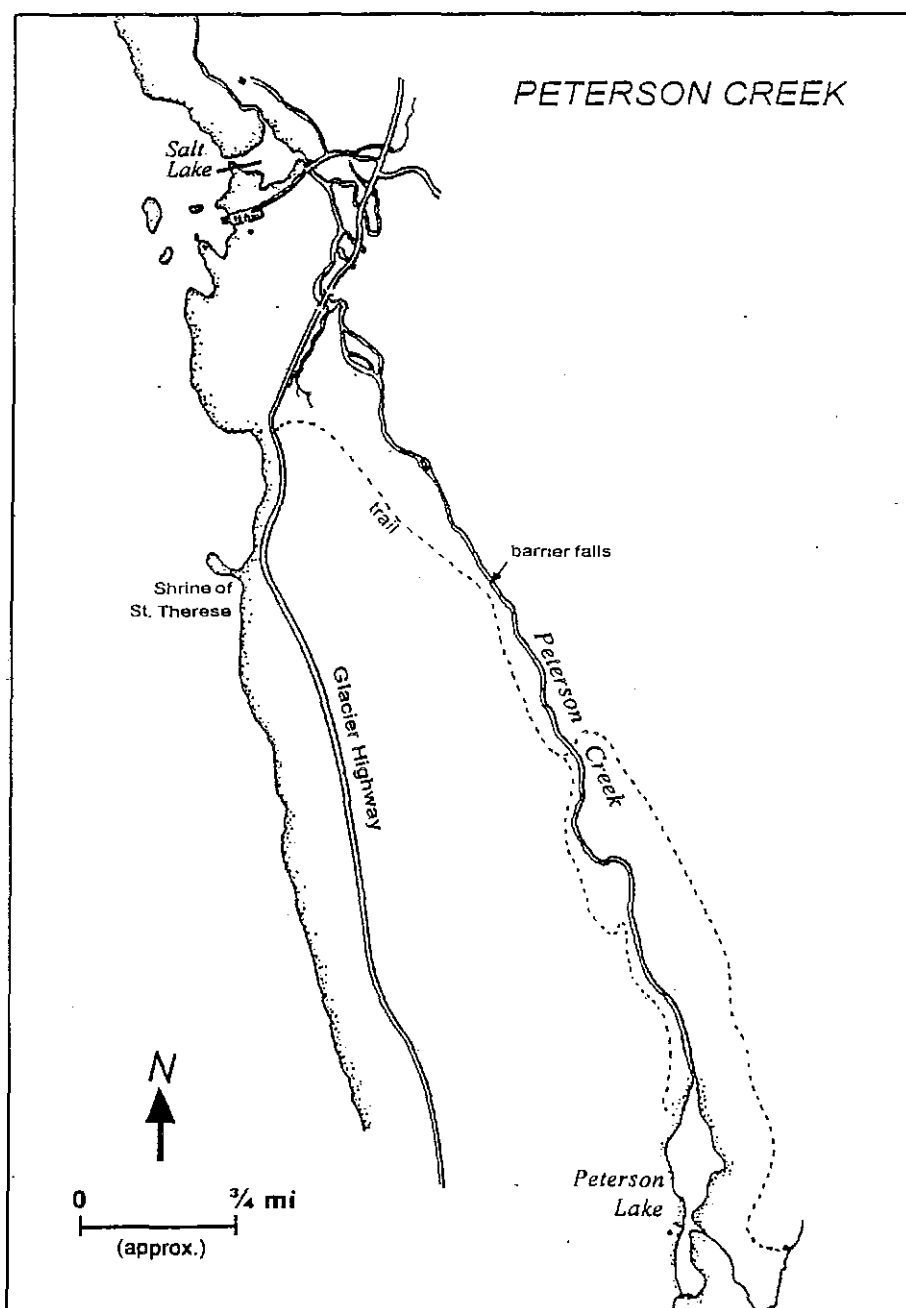 PETERSON CREEK
Salt
Lake
trail
barrier falls
Shrine of
St. Therese
Peterson
Creek
Glacier Highway
N
0 ¾ mi
(approx.)
Peterson
Lake